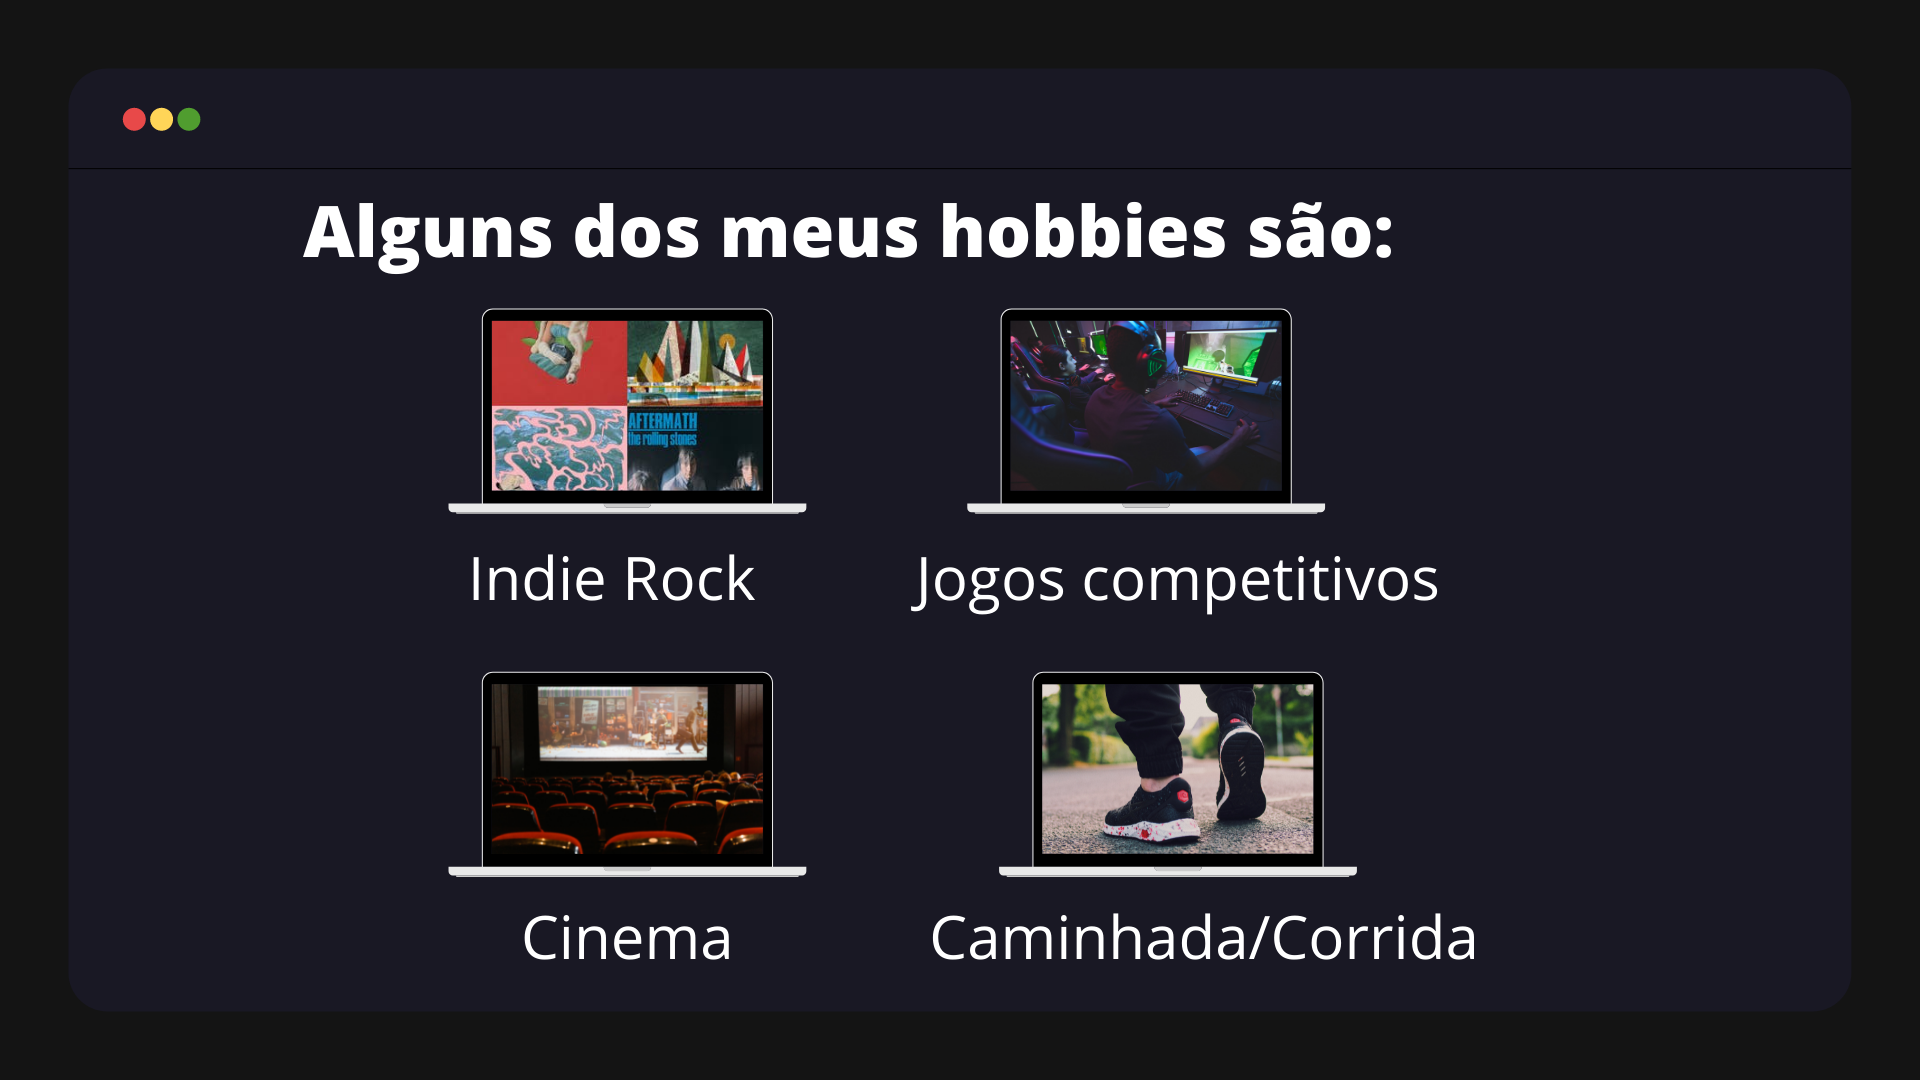 Alguns dos meus hobbies são:
AFTERMATH
the rolling stones
Indie Rock
Jogos competitivos
Cinema
Caminhada/Corrida